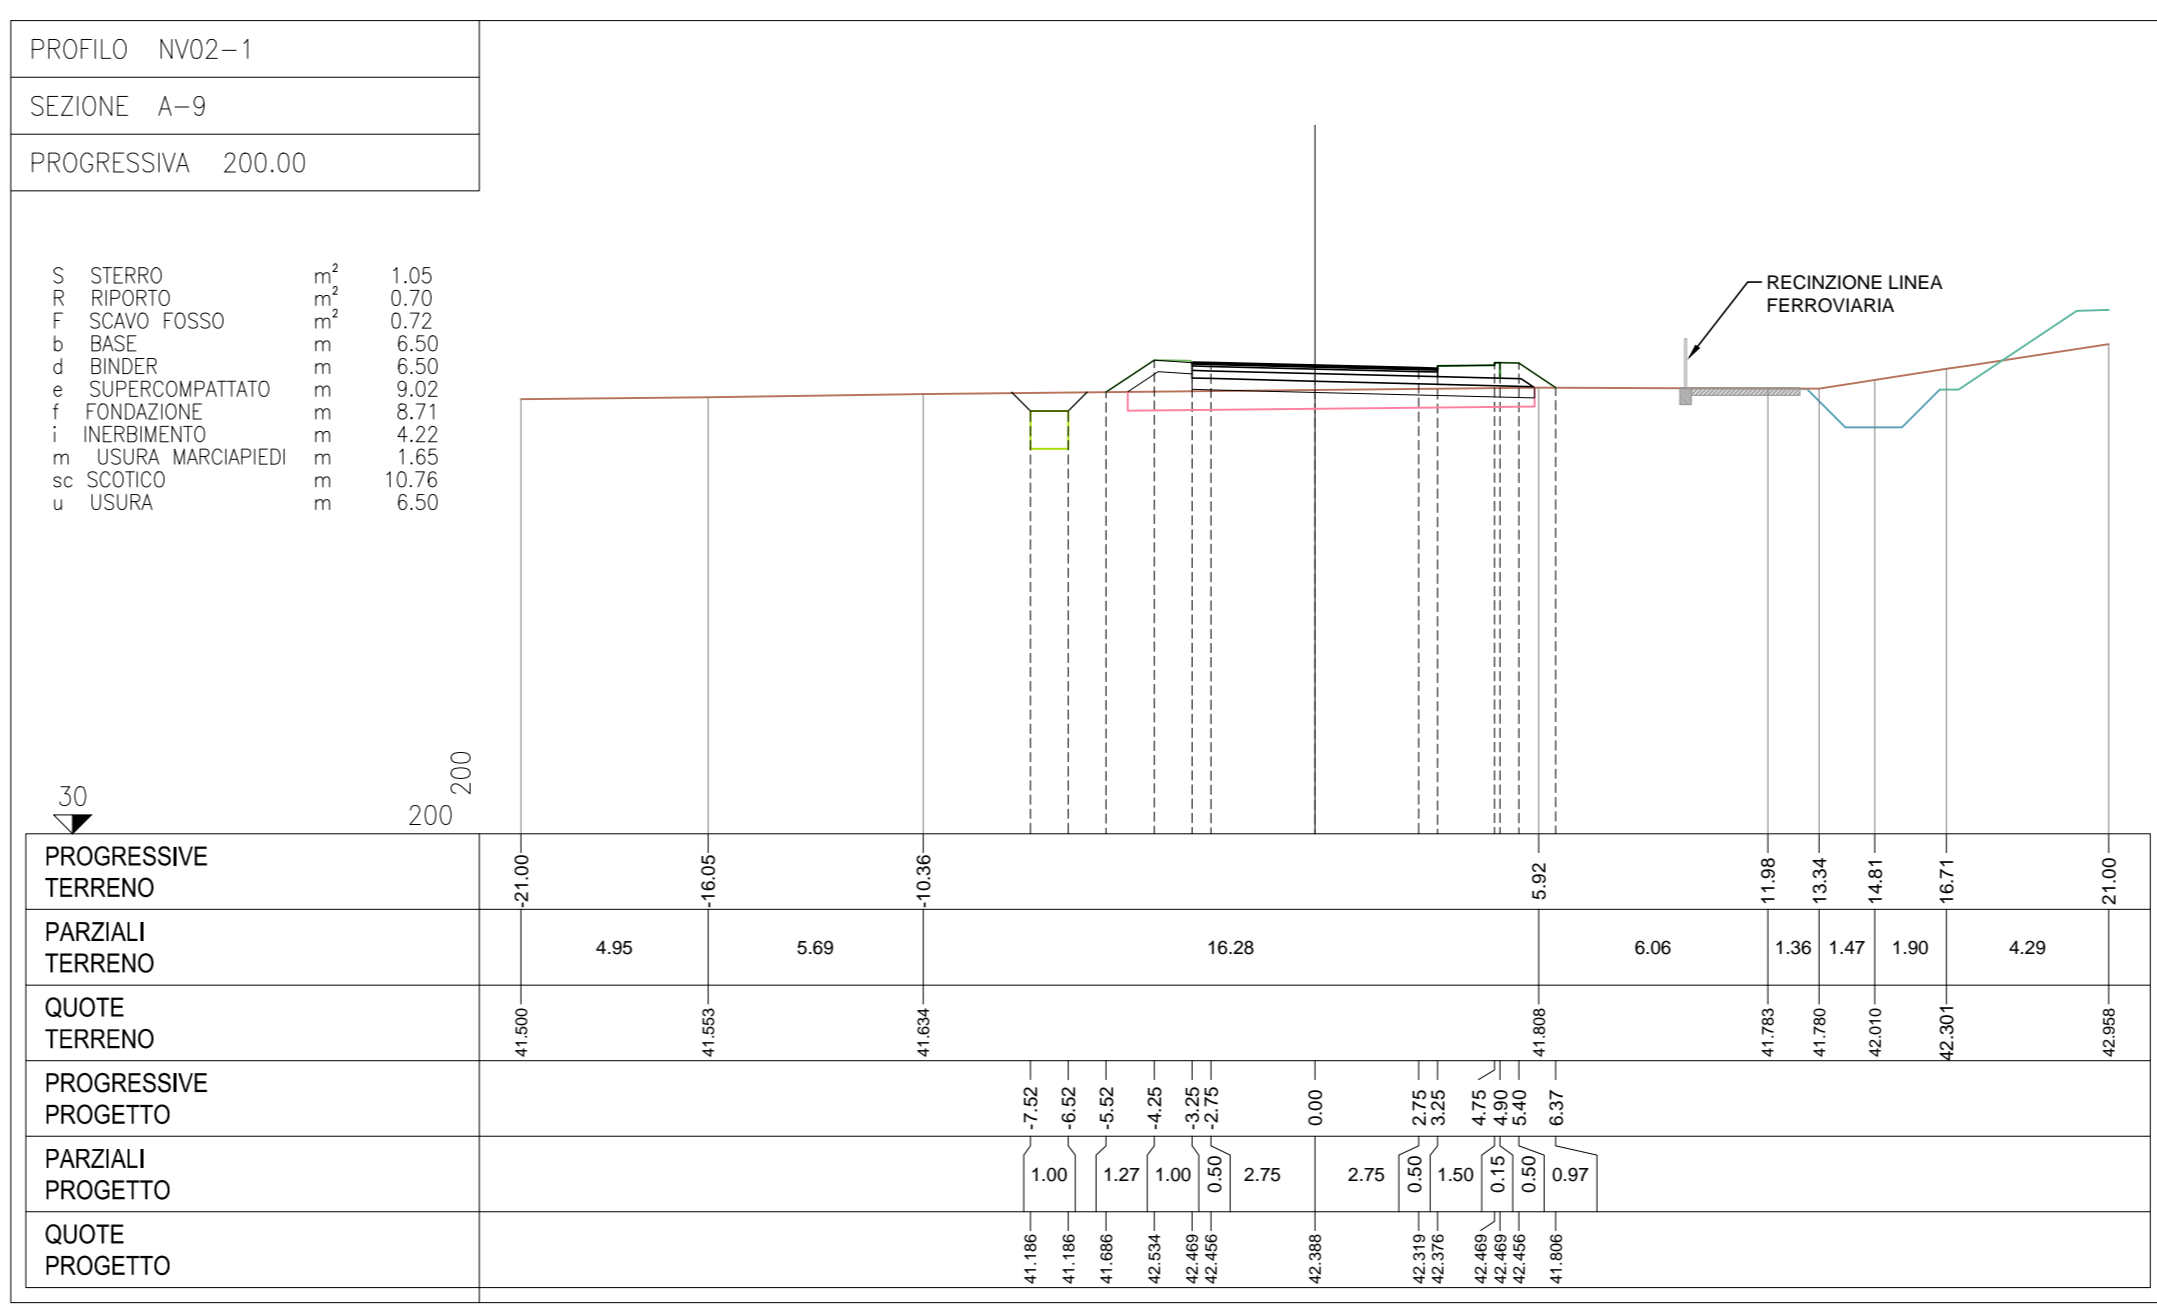 PROFILO NV02-1
SEZIONE A-9
PROGRESSIVA 200.00
S STERRO m² 1.05
R RIPORTO m² 0.70
F SCAVO FOSSO m² 0.72
b BASE m 6.50
d BINDER m 6.50
e SUPERCOMPATTATO m 9.02
f FONDAZIONE m 8.71
i INERBIMENTO m 4.22
m USURA MARCIAPIEDI m 1.65
sc SCOTICO m 10.76
u USURA m 6.50
RECINZIONE LINEA
FERROVIARIA
30
200
200
PROGRESSIVE
TERRENO
-21.00 -16.05 -10.36 5.92 11.98 13.34 14.81 16.71 21.00
PARZIALI
TERRENO
4.95 5.69 16.28 6.06 1.36 1.47 1.90 4.29
QUOTE
TERRENO
41.500 41.553 41.634 41.808 41.783 41.780 42.010 42.301 42.958
PROGRESSIVE
PROGETTO
-7.52 -6.52 -5.52 -4.25 -3.25 -2.75 0.00 2.75 3.25 4.75 4.90 5.40 6.37
PARZIALI
PROGETTO
1.00 1.27 1.00 0.50 2.75 2.75 0.50 1.50 0.15 0.50 0.97
QUOTE
PROGETTO
41.186 41.186 41.686 42.534 42.469 42.456 42.388 42.319 42.376 42.469 42.469 42.456 41.806